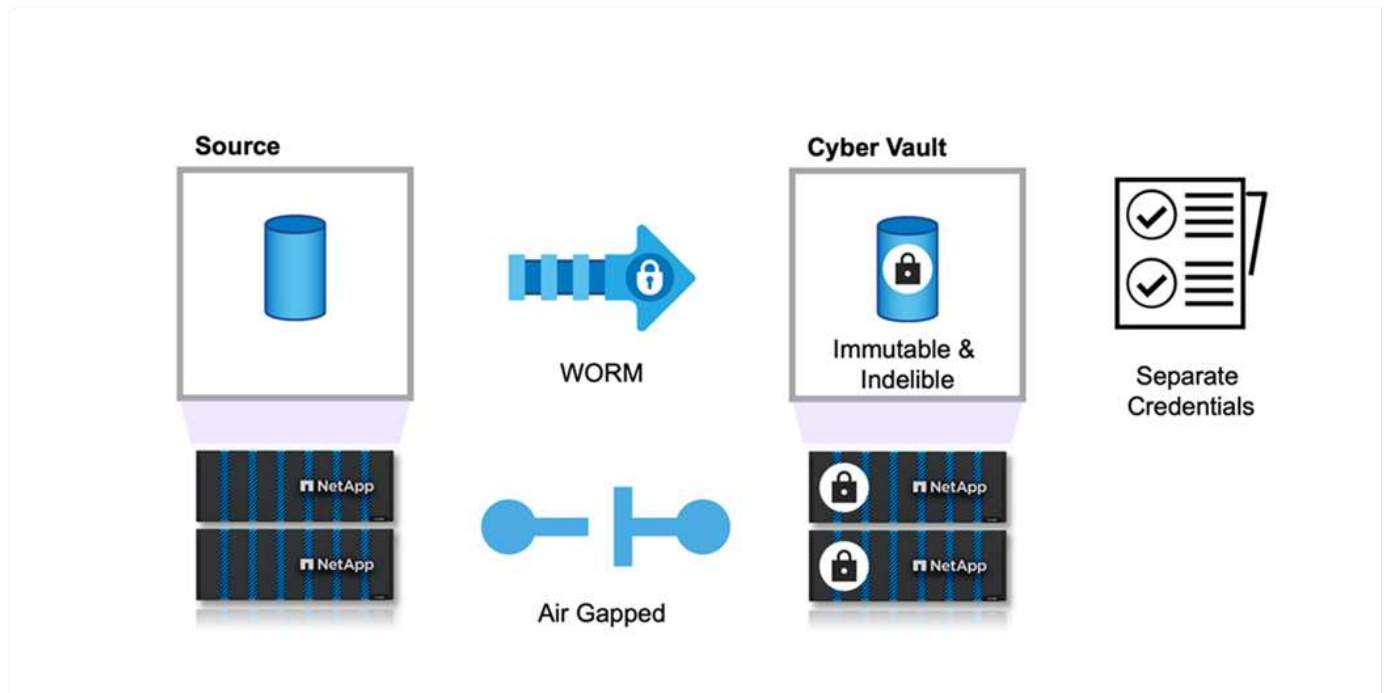 Source
Cyber Vault
WORM
Immutable &
Indelible
Separate
Credentials
NetApp
NetApp
NetApp
NetApp
Air Gapped